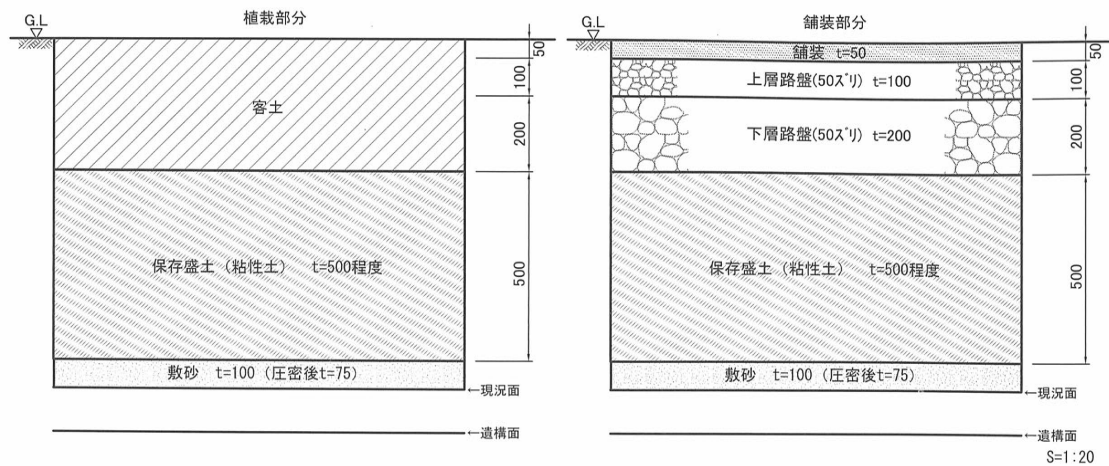 植栽部分
G.L
50
100
客土
200
保存盛土（粘性土）　t=500程度
500
敷砂　t=100（圧密後t=75）
←現況面
←遺構面
舗装部分
G.L
舗装 t=50
50
上層路盤(50ズリ) t=100
100
下層路盤(50ズリ) t=200
200
保存盛土（粘性土）　t=500程度
500
敷砂　t=100（圧密後t=75）
←現況面
←遺構面
S=1:20